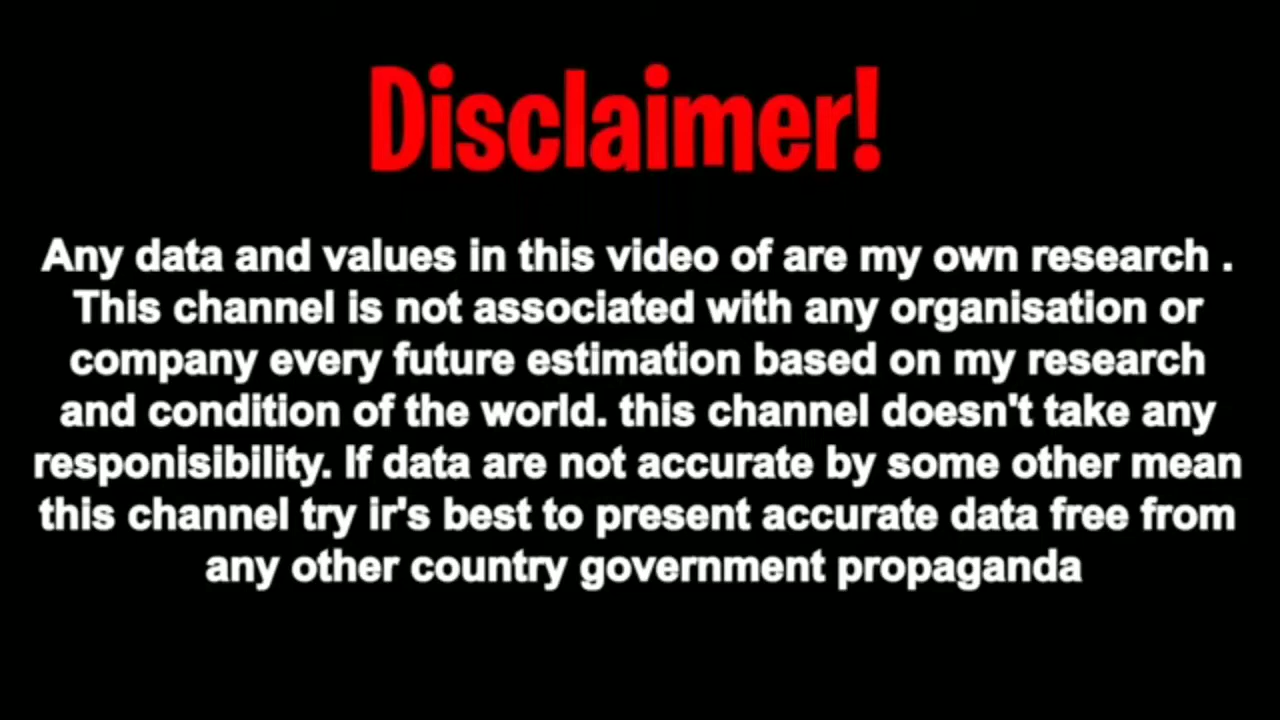 Disclaimer!
Any data and values in this video of are my own research .
This channel is not associated with any organisation or
company every future estimation based on my research
and condition of the world. this channel doesn't take any
responisibility. If data are not accurate by some other mean
this channel try ir's best to present accurate data free from
any other country government propaganda